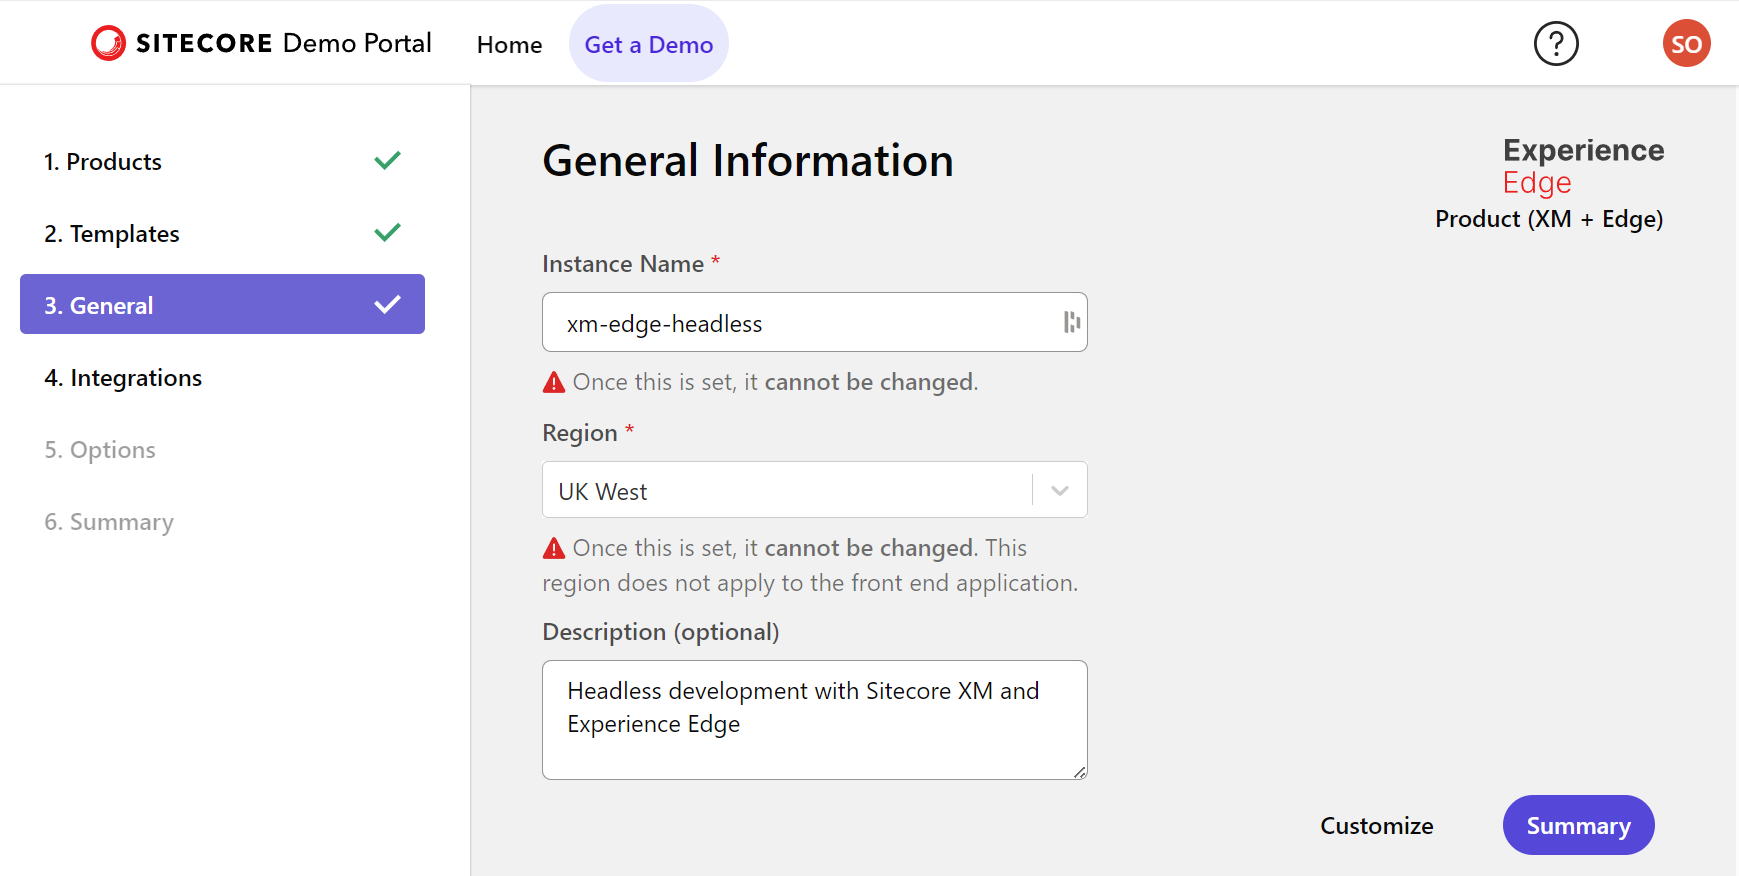 SITECORE Demo Portal Home Get a Demo ? SO
1. Products
2. Templates
3. General
4. Integrations
5. Options
6. Summary
General Information
Experience
Edge
Product (XM + Edge)
Instance Name *
xm-edge-headless
Once this is set, it cannot be changed.
Region *
UK West
Once this is set, it cannot be changed. This
region does not apply to the front end application.
Description (optional)
Headless development with Sitecore XM and
Experience Edge
Customize Summary